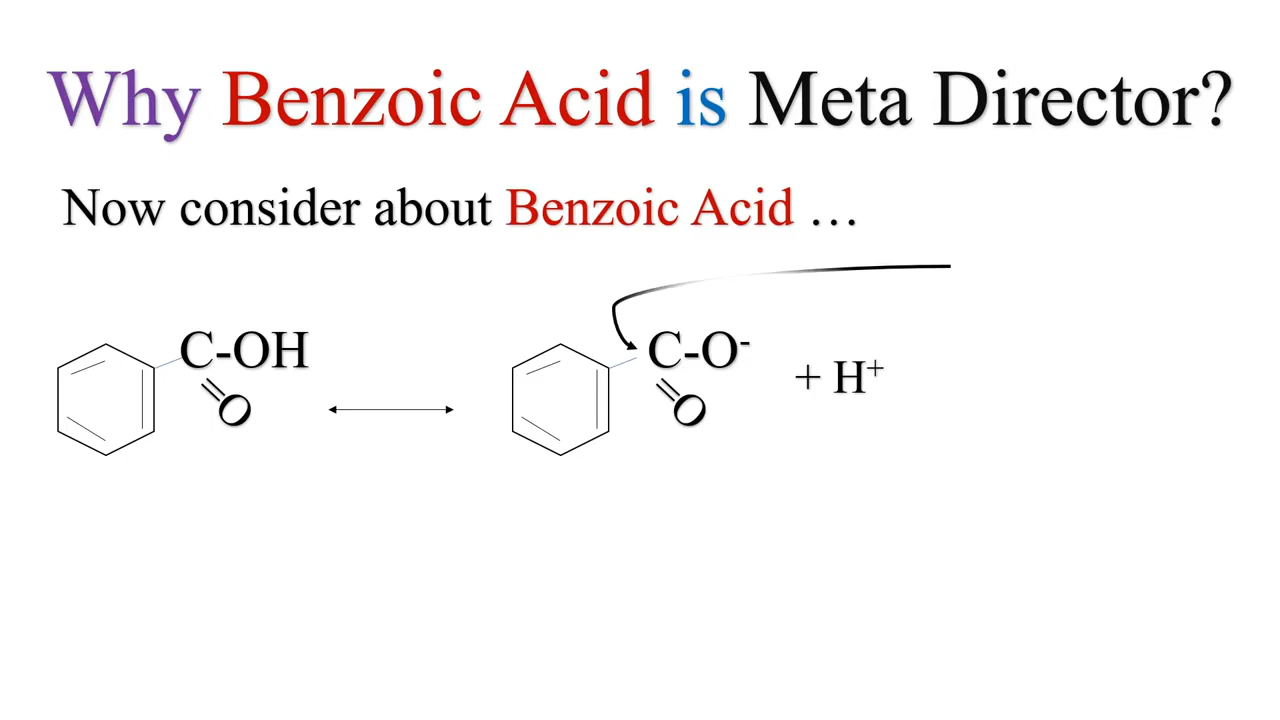 Why Benzoic Acid is Meta Director?
Now consider about Benzoic Acid …
C-OH
O
C-O⁻
O
+ H⁺